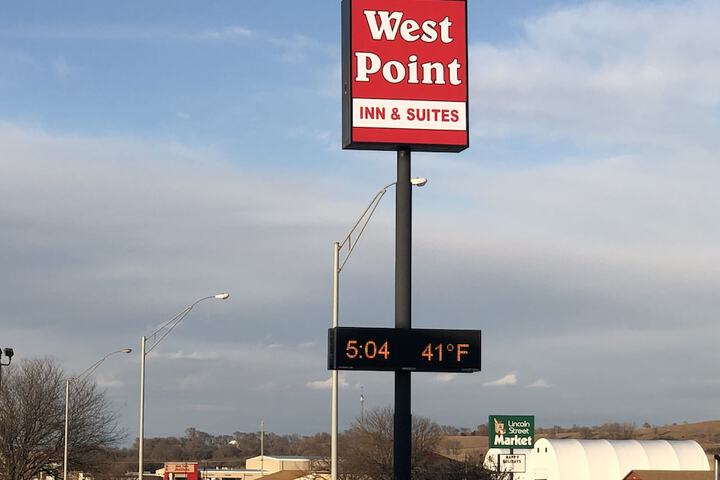 West
Point
INN & SUITES
5:04 41°F
Lincoln
Street
Market
HAPPY
HOLIDAYS